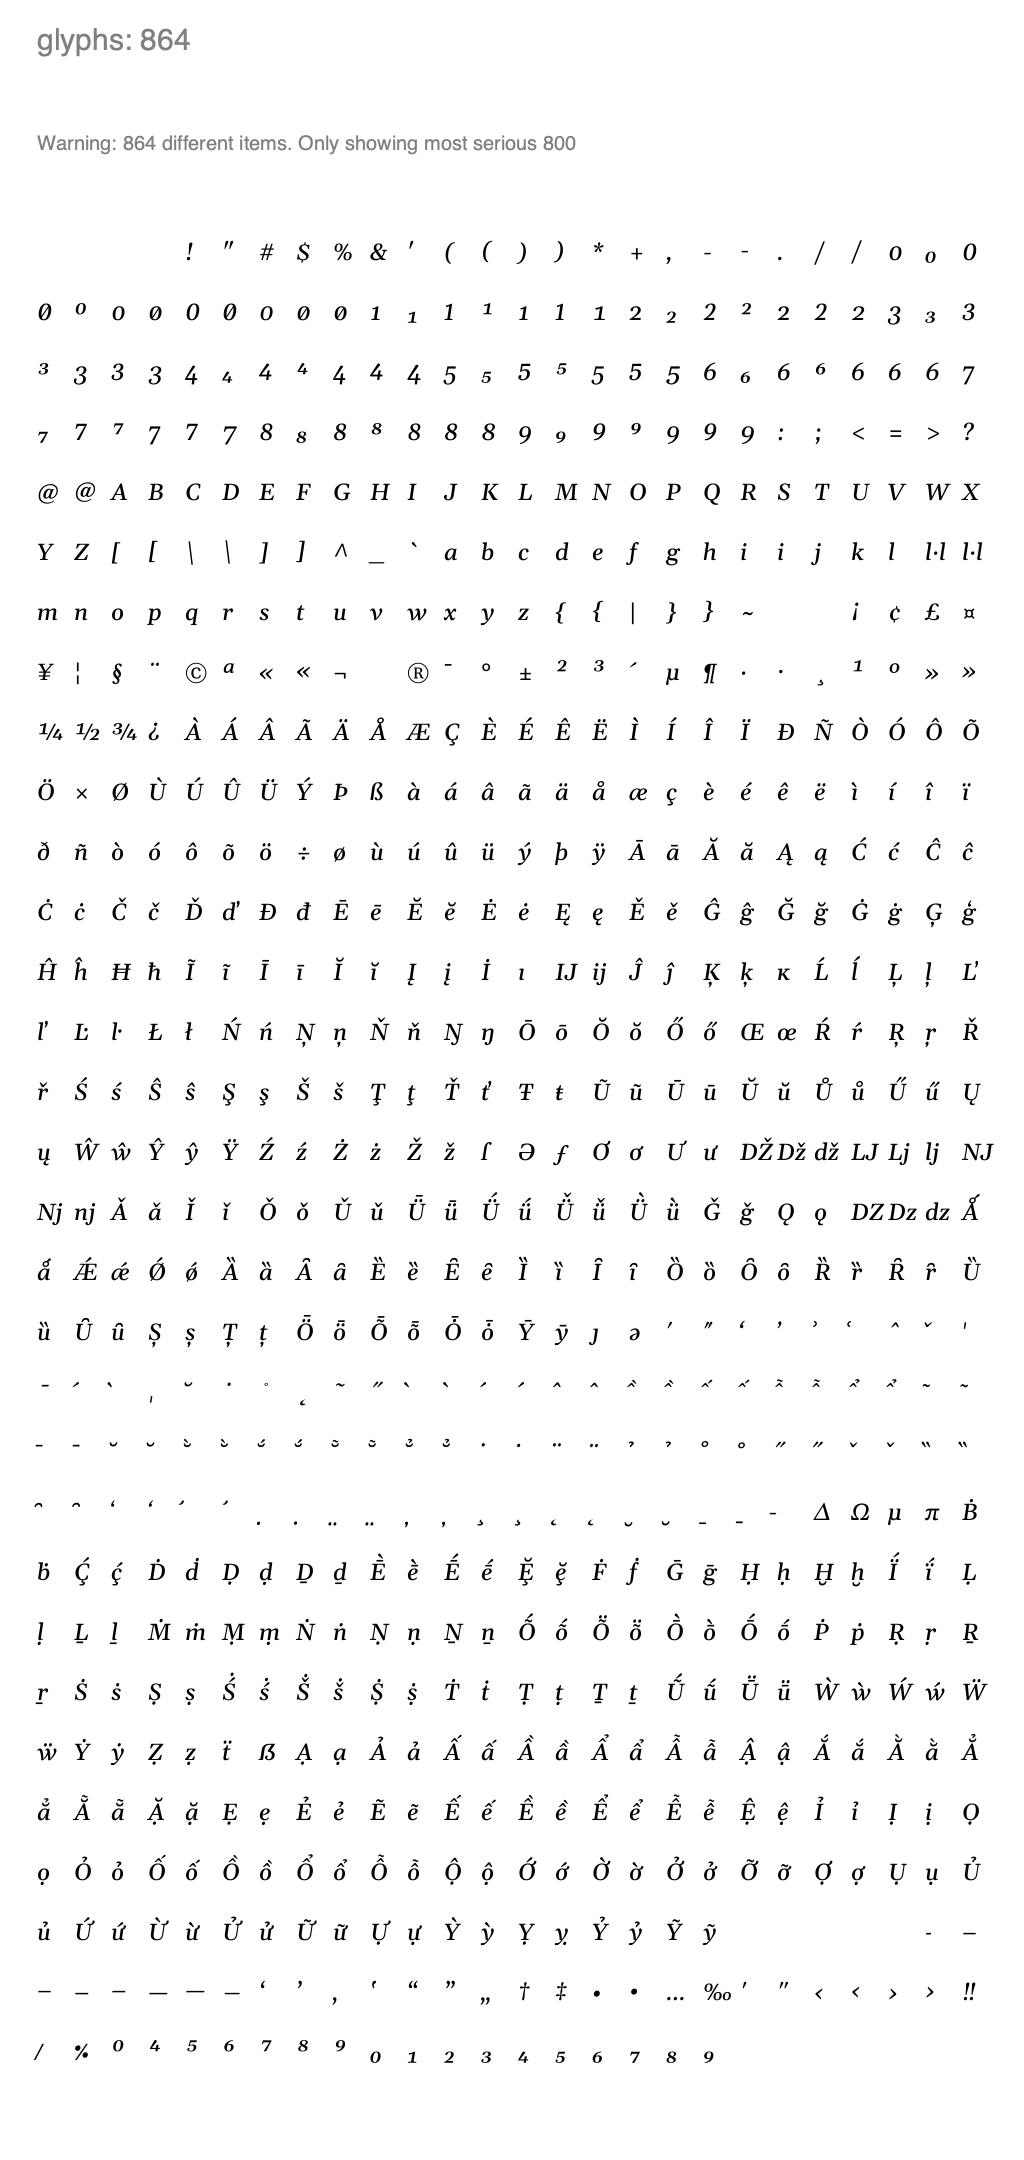 glyphs: 864
Warning: 864 different items. Only showing most serious 800
! " # $ % & ' ( ( ) ) * + , - - . / / 0 ₀ 0
0 ⁰ 0 0 0 0 0 0 0 1 ₁ 1 ¹ 1 1 1 2 ₂ 2 ² 2 2 2 3 ₃ 3
³ 3 3 3 4 ₄ 4 ⁴ 4 4 4 5 ₅ 5 ⁵ 5 5 5 6 ₆ 6 ⁶ 6 6 6 7
₇ 7 ⁷ 7 7 7 8 ₈ 8 ⁸ 8 8 8 9 ₉ 9 ⁹ 9 9 9 : ; < = > ?
@ @ A B C D E F G H I J K L M N O P Q R S T U V W X
Y Z [ [ \ \ ] ] ^ _ ` a b c d e f g h i i j k l l·l l·l
m n o p q r s t u v w x y z { { | } } ~ ¡ ¢ £ ¤
¥ ¦ § ¨ © ª « « ¬ ® ¯ ° ± ² ³ ´ µ ¶ · · ¸ ¹ º » »
¼ ½ ¾ ¿ À Á Â Ã Ä Å Æ Ç È É Ê Ë Ì Í Î Ï Ð Ñ Ò Ó Ô Õ
Ö × Ø Ù Ú Û Ü Ý Þ ß à á â ã ä å æ ç è é ê ë ì í î ï
ð ñ ò ó ô õ ö ÷ ø ù ú û ü ý þ ÿ Ā ā Ă ă Ą ą Ć ć Ĉ ĉ
Ċ ċ Č č Ď ď Đ đ Ē ē Ĕ ĕ Ė ė Ę ę Ě ě Ĝ ĝ Ğ ğ Ġ ġ Ģ ģ
Ĥ ĥ Ħ ħ Ĩ ĩ Ī ī Ĭ ĭ Į į İ ı Ĳ ĳ Ĵ ĵ Ķ ķ ĸ Ĺ ĺ Ļ ļ Ľ
ľ Ŀ ŀ Ł ł Ń ń Ņ ņ Ň ň Ŋ ŋ Ō ō Ŏ ŏ Ő ő Œ œ Ŕ ŕ Ŗ ŗ Ř
ř Ś ś Ŝ ŝ Ş ş Š š Ţ ţ Ť ť Ŧ ŧ Ũ ũ Ū ū Ŭ ŭ Ů ů Ű ű Ų
ų Ŵ ŵ Ŷ ŷ Ÿ Ź ź Ż ż Ž ž ſ Ə ƒ Ơ ơ Ư ư Ǆ ǅ ǆ Ǉ ǈ ǉ Ǌ
ǋ ǌ Ǎ ǎ Ǐ ǐ Ǒ ǒ Ǔ ǔ Ǖ ǖ Ǘ ǘ Ǚ ǚ Ǜ ǜ Ǧ ǧ Ǫ ǫ Ǳ ǲ ǳ Ǻ
ǻ Ǽ ǽ Ǿ ǿ Ȁ ȁ Ȃ ȃ Ȅ ȅ Ȇ ȇ Ȉ ȉ Ȋ ȋ Ȍ ȍ Ȏ ȏ Ȑ ȑ Ȓ ȓ Ȕ
ȕ Ȗ ȗ Ș ș Ț ț Ȫ ȫ Ȭ ȭ Ȱ ȱ Ȳ ȳ ȷ ə ʹ ʺ ʻ ʼ ʾ ʿ ˆ ˇ ˈ
ˉ ˊ ˋ ˌ ˘ ˙ ˚ ˛ ˜ ˝
Δ Ω μ π Ḃ
ḃ Ḉ ḉ Ḋ ḋ Ḍ ḍ Ḏ ḏ Ḕ ḕ Ḗ ḗ Ḝ ḝ Ḟ ḟ Ḡ ḡ Ḥ ḥ Ḫ ḫ Ḯ ḯ Ḷ
ḷ Ḻ ḻ Ṁ ṁ Ṃ ṃ Ṅ ṅ Ṇ ṇ Ṉ ṉ Ṍ ṍ Ṏ ṏ Ṑ ṑ Ṓ ṓ Ṗ ṗ Ṛ ṛ Ṟ
ṟ Ṡ ṡ Ṣ ṣ Ṥ ṥ Ṧ ṧ Ṩ ṩ Ṫ ṫ Ṭ ṭ Ṯ ṯ Ṹ ṹ Ṻ ṻ Ẁ ẁ Ẃ ẃ Ẅ
ẅ Ẏ ẏ Ẓ ẓ ẗ ẞ Ạ ạ Ả ả Ấ ấ Ầ ầ Ẩ ẩ Ẫ ẫ Ậ ậ Ắ ắ Ằ ằ Ẳ
ẳ Ẵ ẵ Ặ ặ Ẹ ẹ Ẻ ẻ Ẽ ẽ Ế ế Ề ề Ể ể Ễ ễ Ệ ệ Ỉ ỉ Ị ị Ọ
ọ Ỏ ỏ Ố ố Ồ ồ Ổ ổ Ỗ ỗ Ộ ộ Ớ ớ Ờ ờ Ở ở Ỡ ỡ Ợ ợ Ụ ụ Ủ
ủ Ứ ứ Ừ ừ Ử ử Ữ ữ Ự ự Ỳ ỳ Ỵ ỵ Ỷ ỷ Ỹ ỹ - –
– – – — — — ‘ ’ ‚ ‛ “ ” „ † ‡ • • … ‰ ′ ″ ‹ ‹ › › ‼
⁄ ⁒ ⁰ ⁴ ⁵ ⁶ ⁷ ⁸ ⁹ ₀ ₁ ₂ ₃ ₄ ₅ ₆ ₇ ₈ ₉